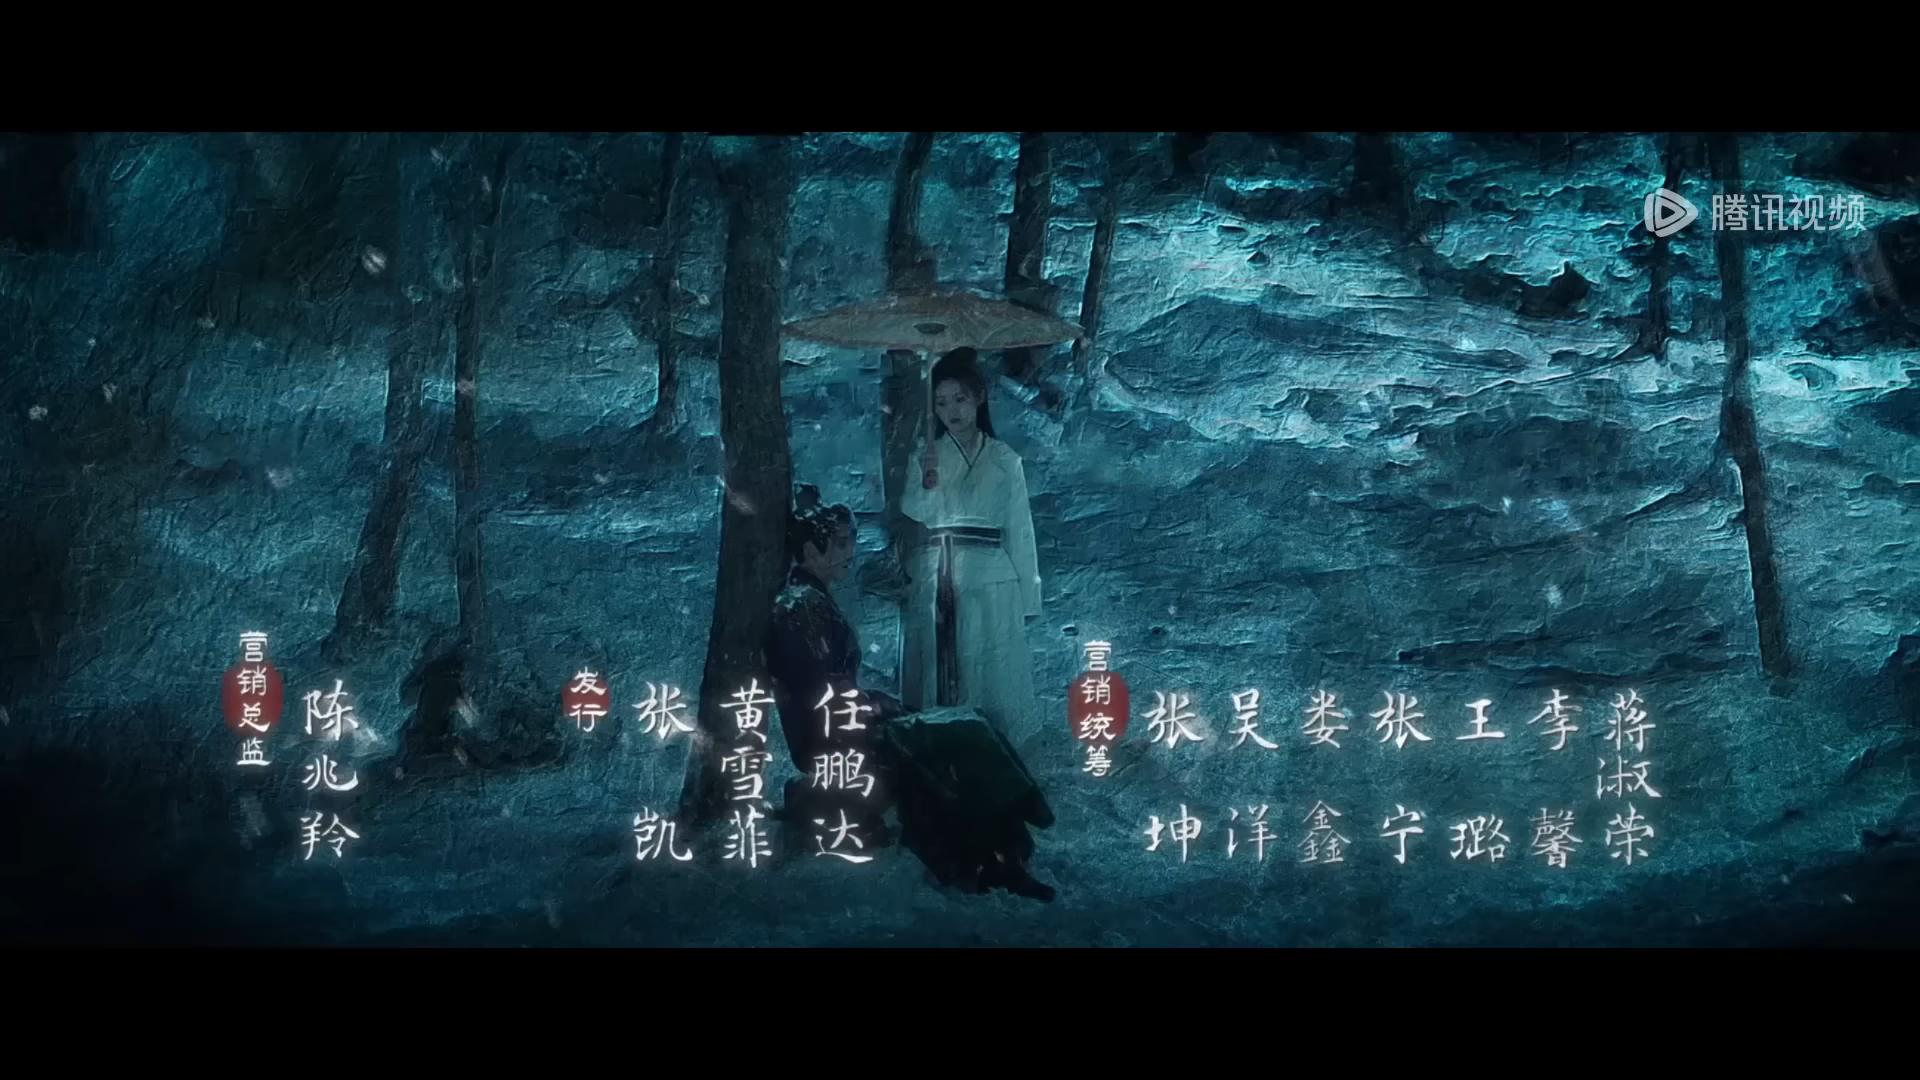 腾讯视频
营销总监
陈兆羚
发行
张凯
黄雪菲
任鹏达
营销统筹
张坤
吴洋
娄鑫
张宁
王璐
李馨
蒋淑荣